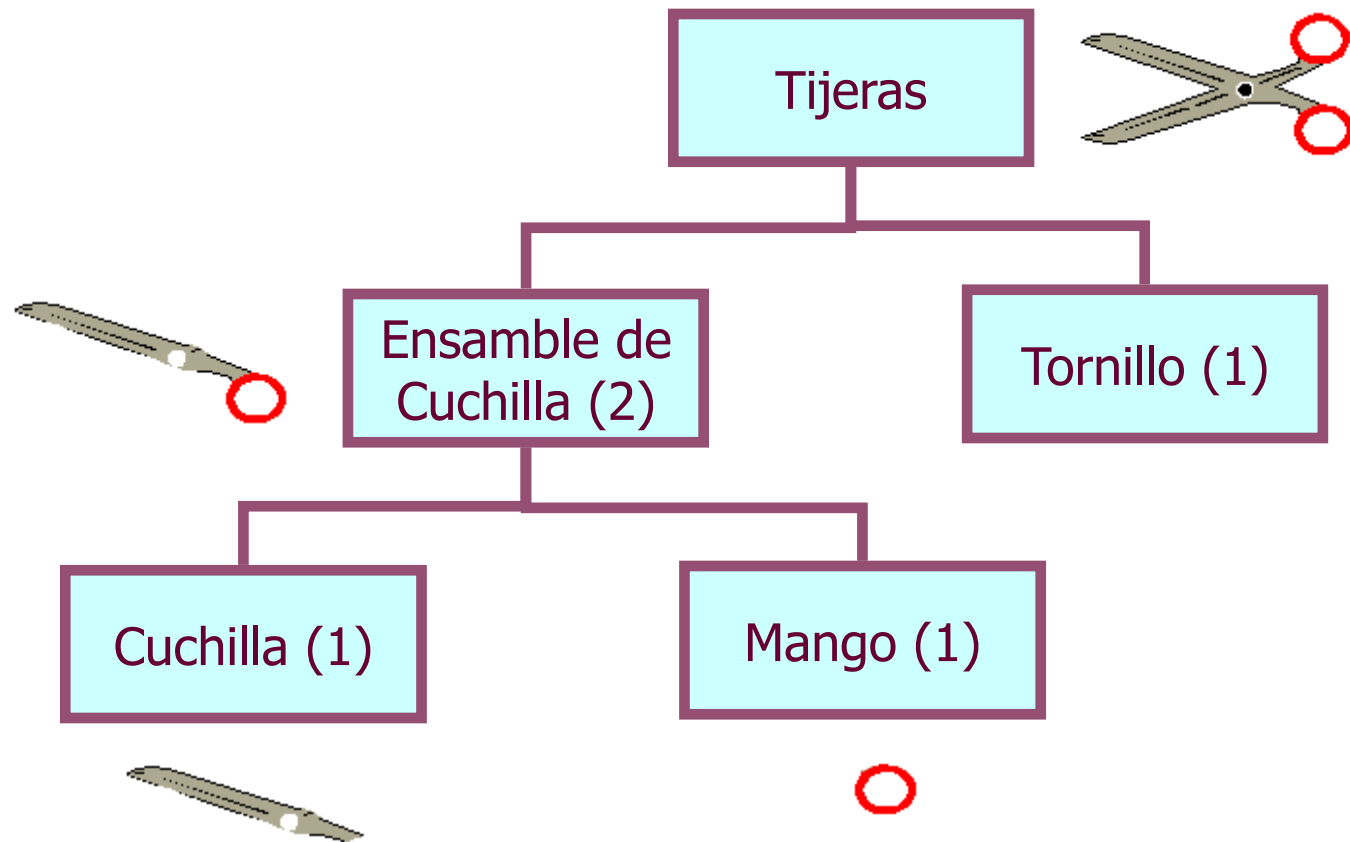 Tijeras
Ensamble de
Cuchilla (2)
Tornillo (1)
Cuchilla (1)
Mango (1)